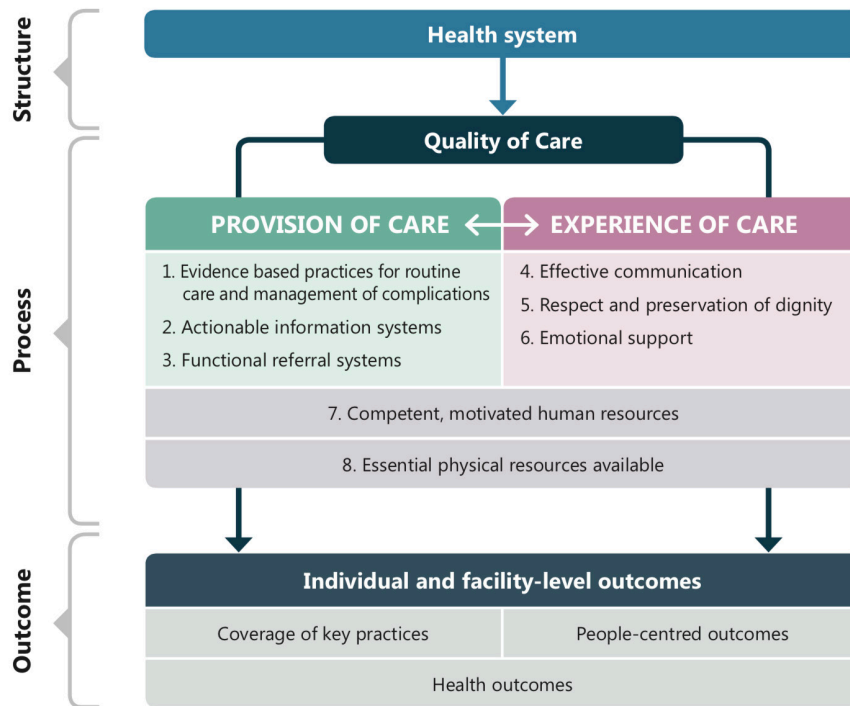 Structure
Health system
Process
Quality of Care
PROVISION OF CARE
1. Evidence based practices for routine
care and management of complications
2. Actionable information systems
3. Functional referral systems
EXPERIENCE OF CARE
4. Effective communication
5. Respect and preservation of dignity
6. Emotional support
7. Competent, motivated human resources
8. Essential physical resources available
Outcome
Individual and facility-level outcomes
Coverage of key practices
People-centred outcomes
Health outcomes